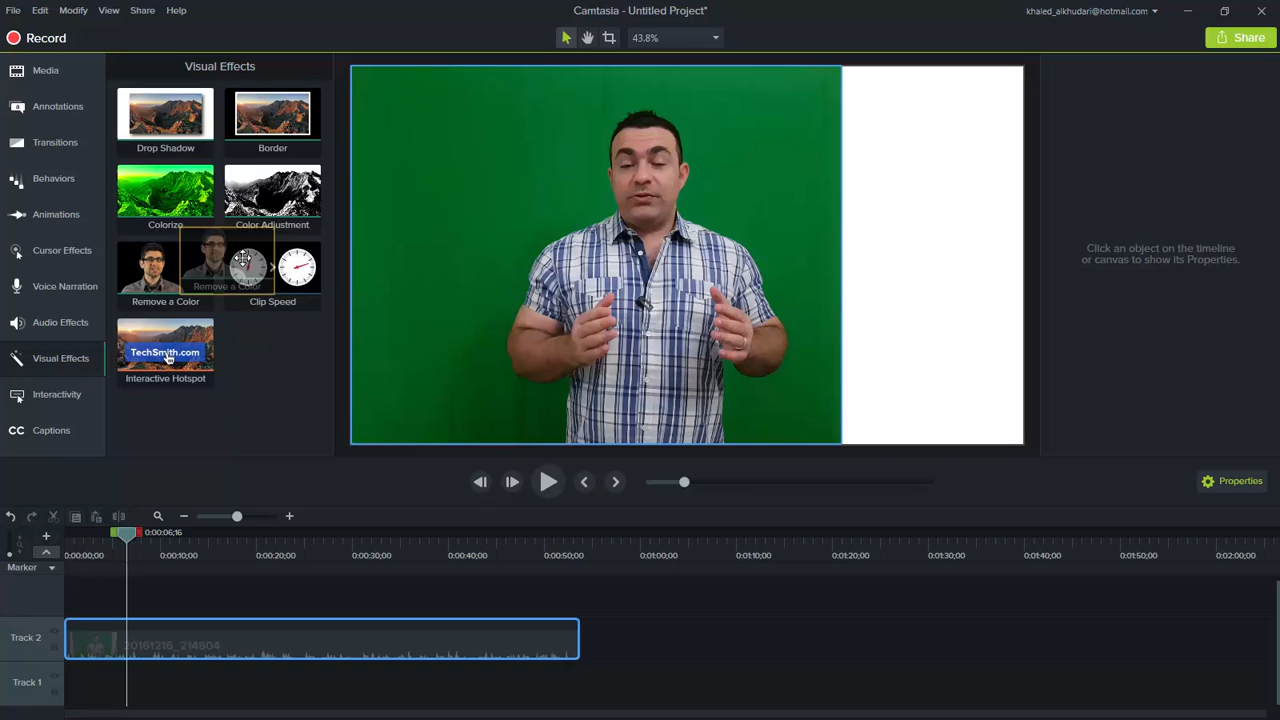 File Edit Modify View Share Help
Camtasia - Untitled Project*
khaled_alkhudari@hotmail.com
Record
43.8%
Share
Media
Annotations
Transitions
Behaviors
Animations
Cursor Effects
Voice Narration
Audio Effects
Visual Effects
Interactivity
CC Captions
Visual Effects
Drop Shadow
Border
Colorize
Color Adjustment
Remove a Color
Remove a Color
Clip Speed
TechSmith.com
Interactive Hotspot
Click an object on the timeline
or canvas to show its Properties.
Properties
0:00:06;16
0:00:00;00 0:00:10;00 0:00:20;00 0:00:30;00 0:00:40;00 0:00:50;00 0:01:00;00 0:01:10;00 0:01:20;00 0:01:30;00 0:01:40;00 0:01:50;00 0:02:00;00
Marker
Track 2
20161216_214804
Track 1